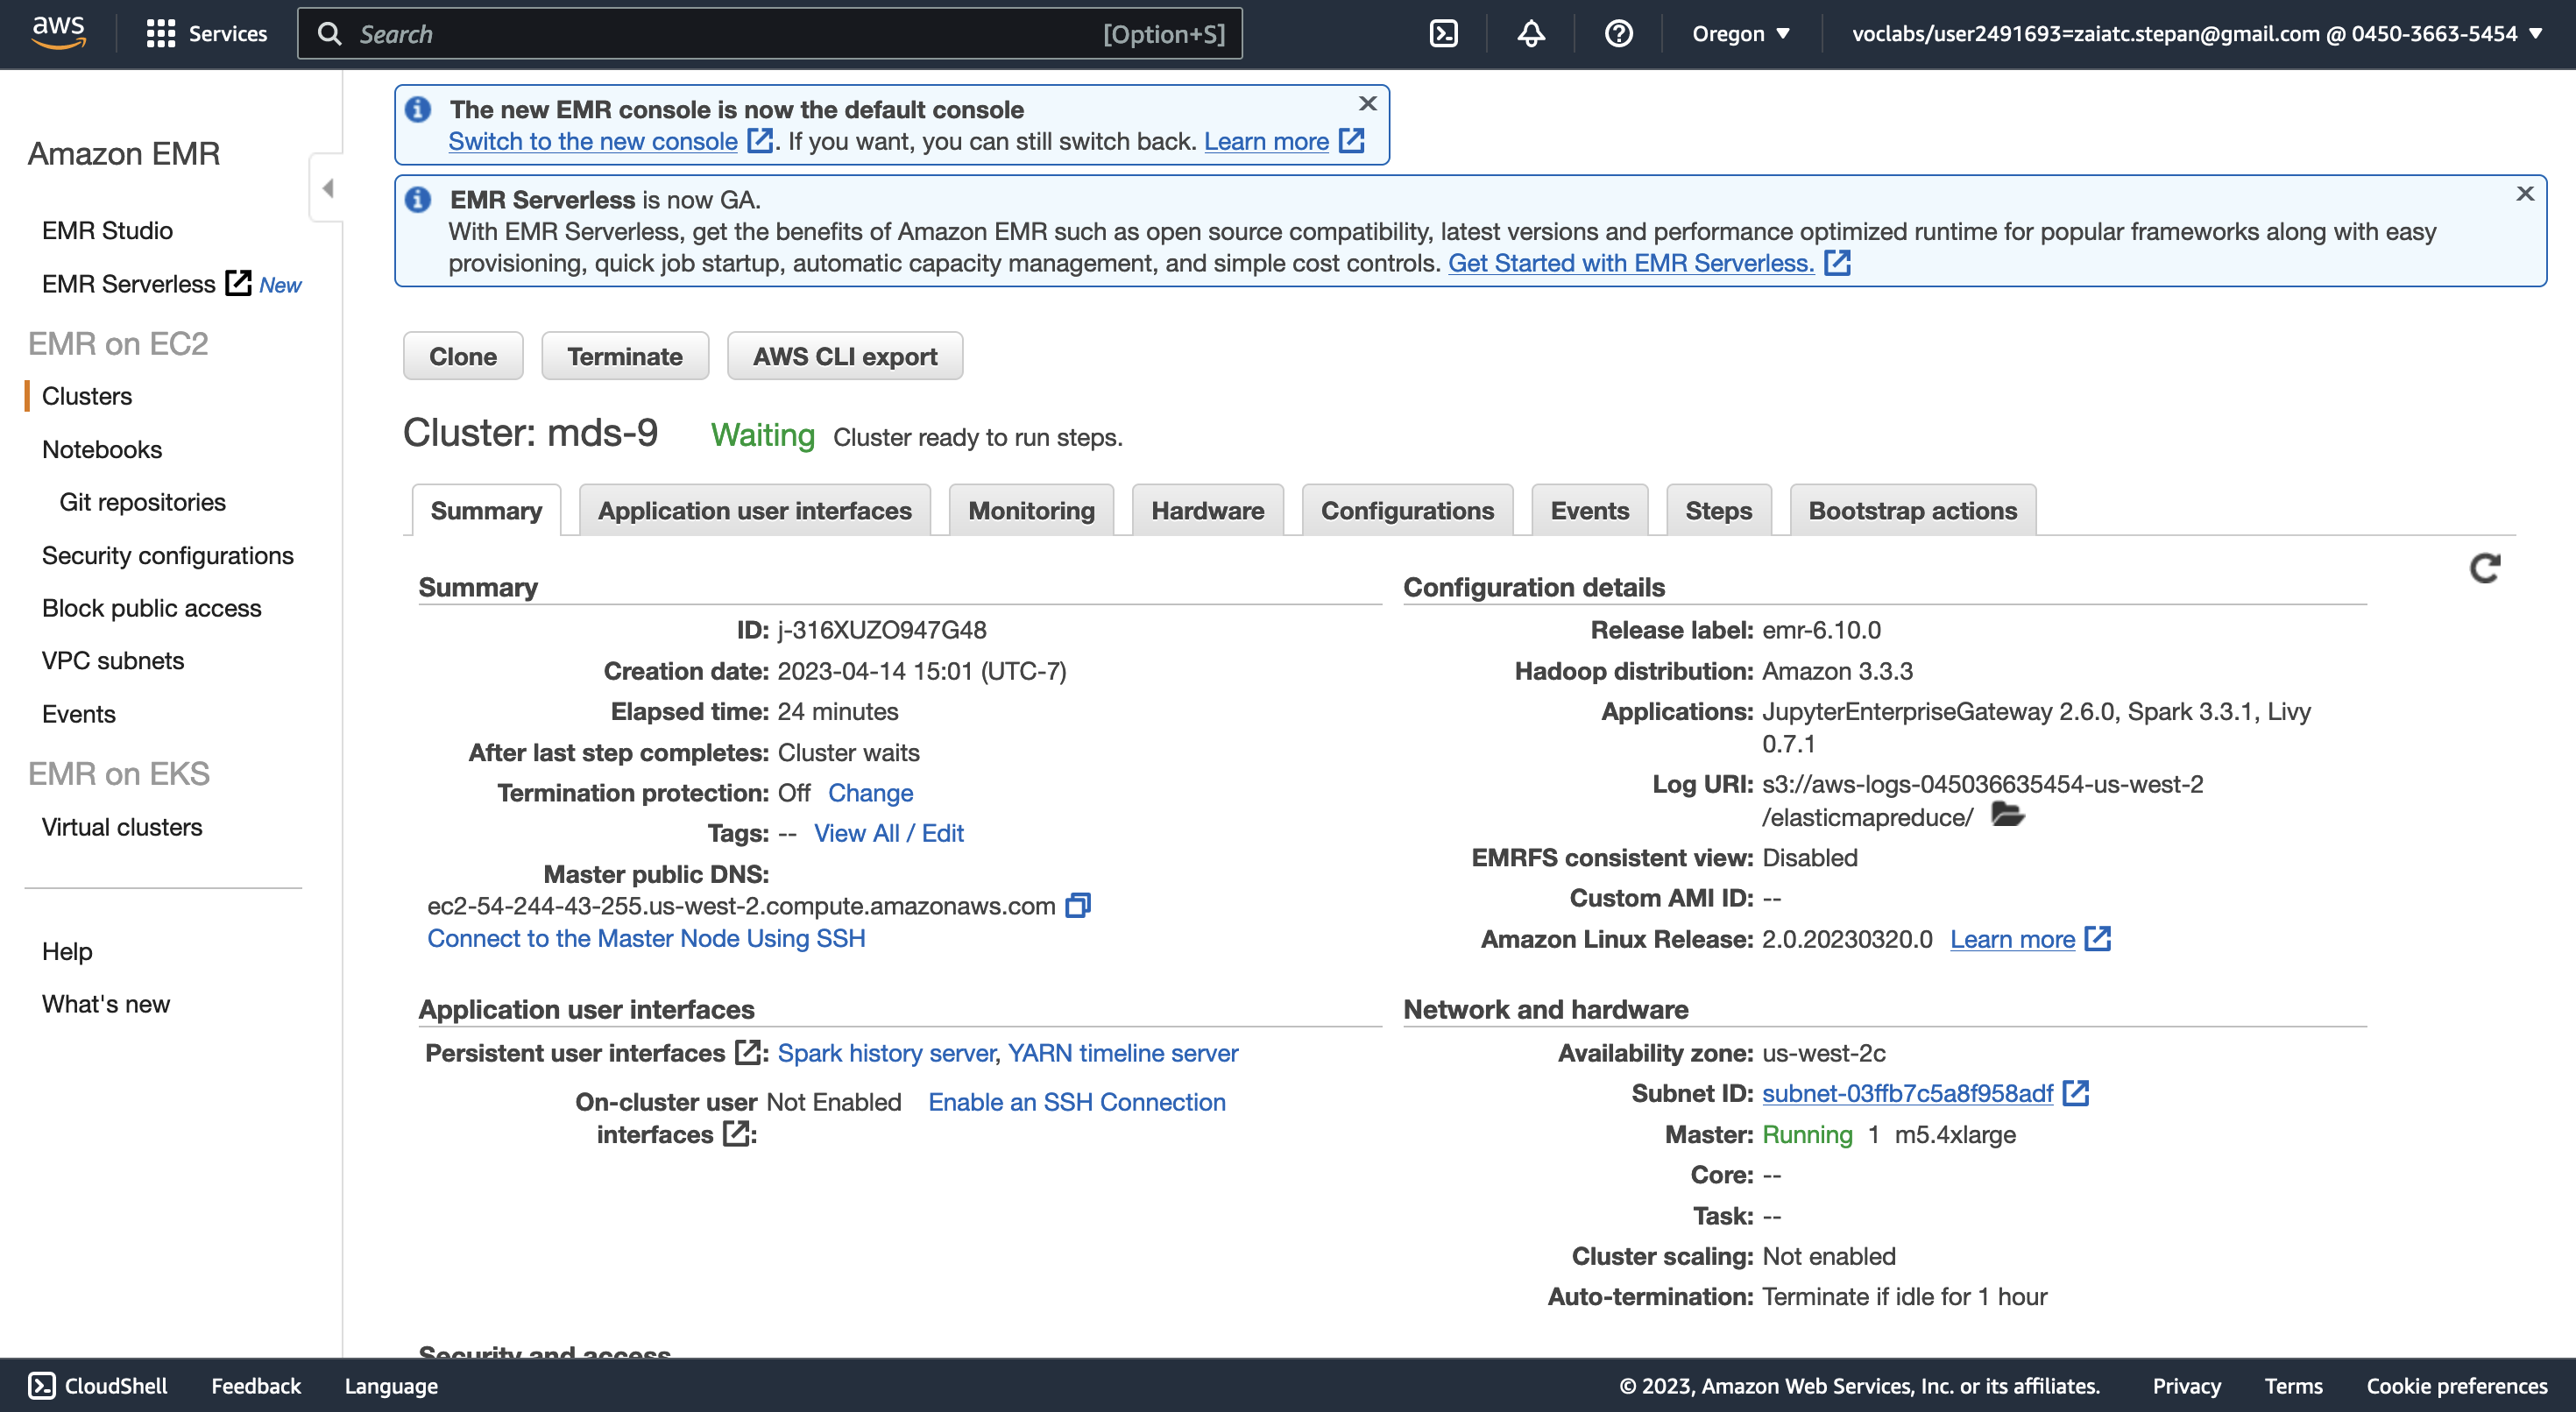 aws
Services
Search
[Option+S]
Oregon
voclabs/user2491693=zaiatc.stepan@gmail.com @ 0450-3663-5454
Amazon EMR
EMR Studio
EMR Serverless New
EMR on EC2
Clusters
Notebooks
Git repositories
Security configurations
Block public access
VPC subnets
Events
EMR on EKS
Virtual clusters
Help
What's new
The new EMR console is now the default console
Switch to the new console. If you want, you can still switch back. Learn more
EMR Serverless is now GA.
With EMR Serverless, get the benefits of Amazon EMR such as open source compatibility, latest versions and performance optimized runtime for popular frameworks along with easy
provisioning, quick job startup, automatic capacity management, and simple cost controls. Get Started with EMR Serverless.
Clone
Terminate
AWS CLI export
Cluster: mds-9 Waiting Cluster ready to run steps.
Summary
Application user interfaces
Monitoring
Hardware
Configurations
Events
Steps
Bootstrap actions
Summary
ID: j-316XUZO947G48
Creation date: 2023-04-14 15:01 (UTC-7)
Elapsed time: 24 minutes
After last step completes: Cluster waits
Termination protection: Off Change
Tags: -- View All / Edit
Master public DNS:
ec2-54-244-43-255.us-west-2.compute.amazonaws.com
Connect to the Master Node Using SSH
Configuration details
Release label: emr-6.10.0
Hadoop distribution: Amazon 3.3.3
Applications: JupyterEnterpriseGateway 2.6.0, Spark 3.3.1, Livy
0.7.1
Log URI: s3://aws-logs-045036635454-us-west-2
/elasticmapreduce/
EMRFS consistent view: Disabled
Custom AMI ID: --
Amazon Linux Release: 2.0.20230320.0 Learn more
Application user interfaces
Persistent user interfaces : Spark history server, YARN timeline server
On-cluster user Not Enabled Enable an SSH Connection
interfaces :
Network and hardware
Availability zone: us-west-2c
Subnet ID: subnet-03ffb7c5a8f958adf
Master: Running 1 m5.4xlarge
Core: --
Task: --
Cluster scaling: Not enabled
Auto-termination: Terminate if idle for 1 hour
Security and access
CloudShell
Feedback
Language
© 2023, Amazon Web Services, Inc. or its affiliates.
Privacy
Terms
Cookie preferences